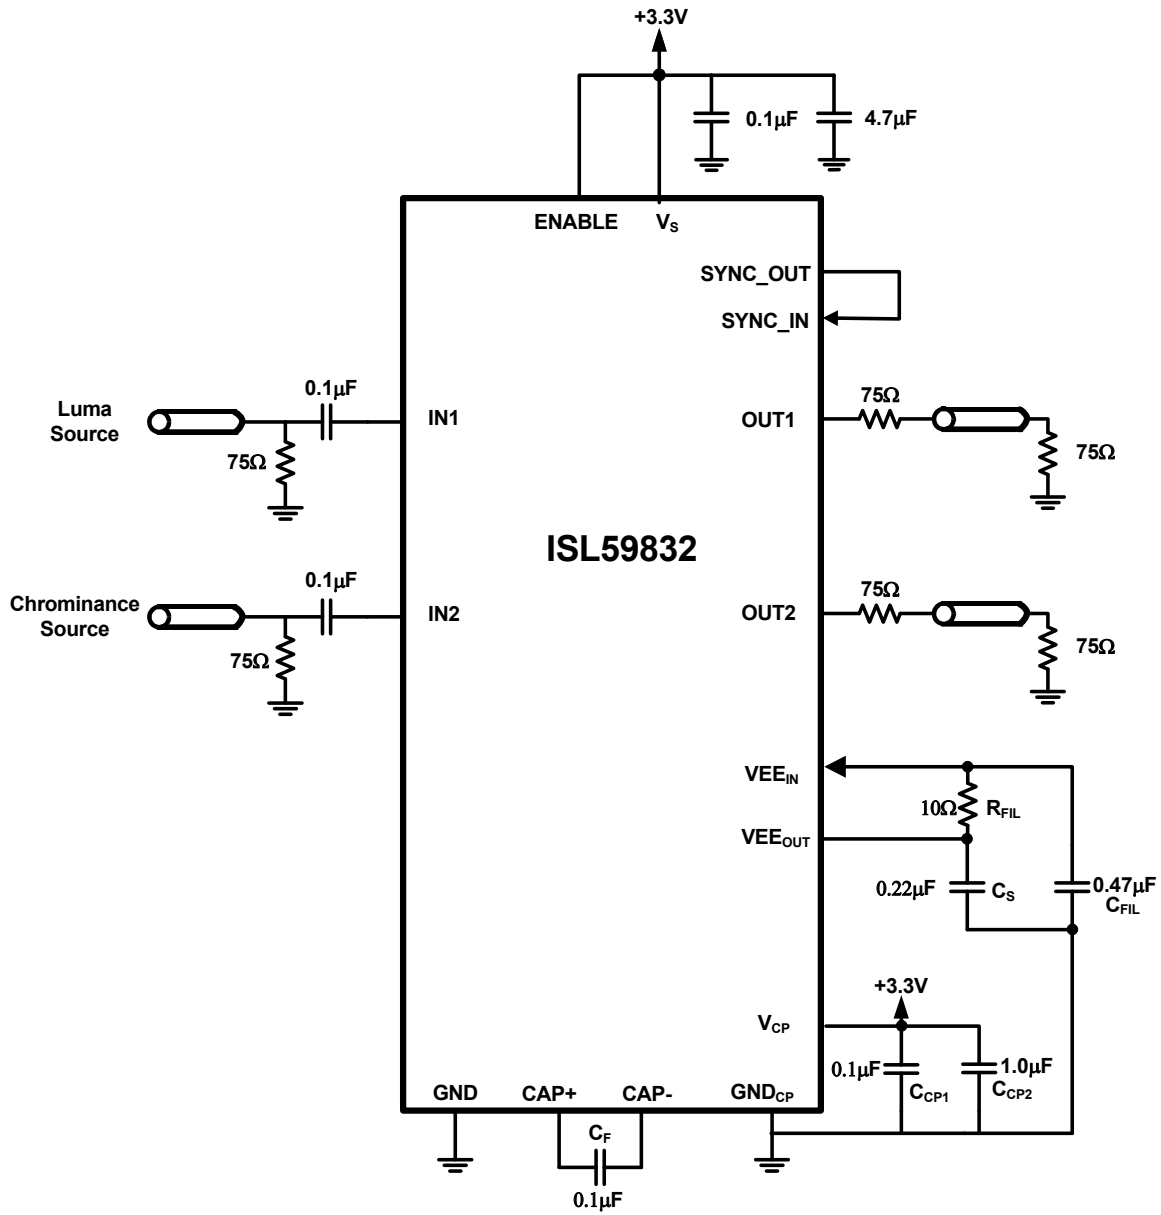 +3.3V
0.1μF
4.7μF
ENABLE
VS
SYNC_OUT
SYNC_IN
Luma
Source
0.1μF
75Ω
IN1
OUT1
75Ω
75Ω
ISL59832
Chrominance
Source
0.1μF
75Ω
IN2
OUT2
75Ω
75Ω
VEEIN
10Ω
RFIL
VEEOUT
0.22μF
CS
0.47μF
CFIL
+3.3V
VCP
0.1μF
CCP1
1.0μF
CCP2
GND
CAP+
CAP-
GNDCP
CF
0.1μF